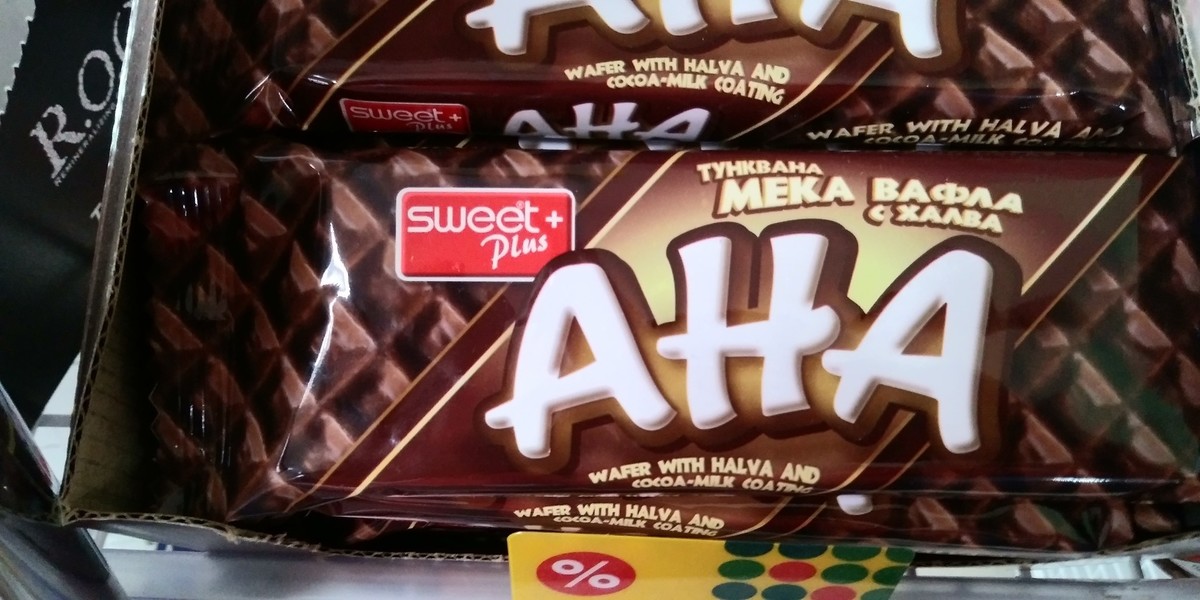 R.O
AHA
WAFER WITH HALVA AND
COCOA-MILK COATING
sweet+
Plus
AHA
WAFER WITH HALVA AND
COCOA-MILK
ТУНКВАНА
МЕКА ВАФЛА
С ХАЛВА
sweet+
Plus
AHA
WAFER WITH HALVA AND
COCOA-MILK COATING
WAFER WITH HALVA AND
COCOA-MILK COATING
%